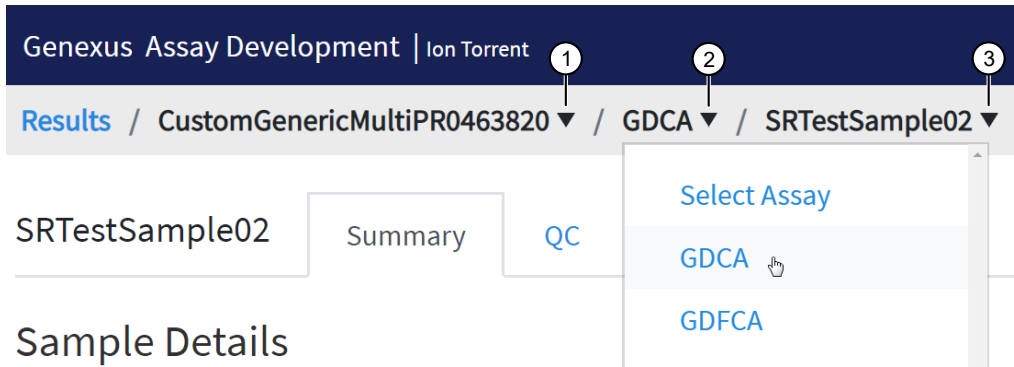 Genexus Assay Development | Ion Torrent
1 2 3
Results / CustomGenericMultiPR0463820 ▼ / GDCA ▼ / SRTestSample02 ▼
Select Assay
SRTestSample02 Summary QC
GDCA
GDFCA
Sample Details